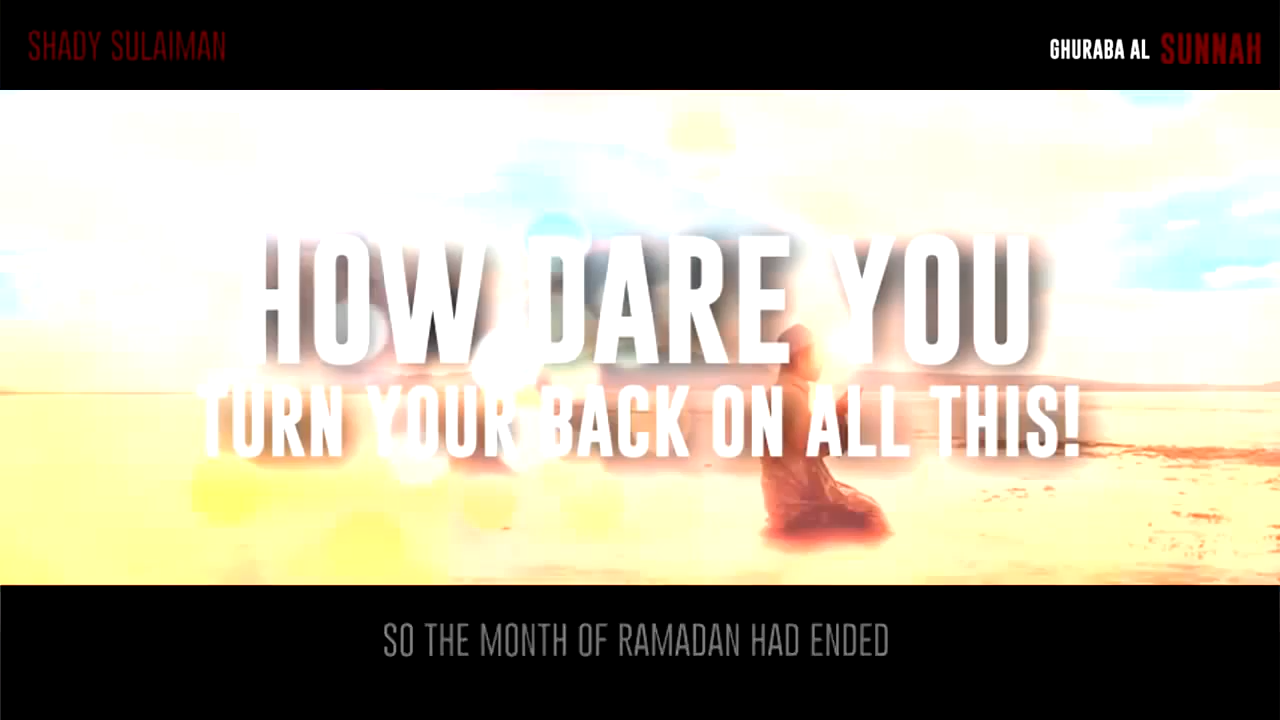 SHADY SULAIMAN
GHURABA AL SUNNAH
HOW DARE YOU
TURN YOUR BACK ON ALL THIS!
SO THE MONTH OF RAMADAN HAD ENDED